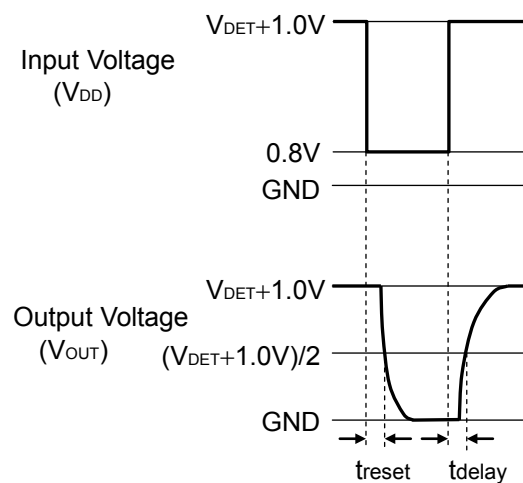 VDET+1.0V
Input Voltage
(VDD)
0.8V
GND
VDET+1.0V
Output Voltage
(VOUT)
(VDET+1.0V)/2
GND
treset
tdelay